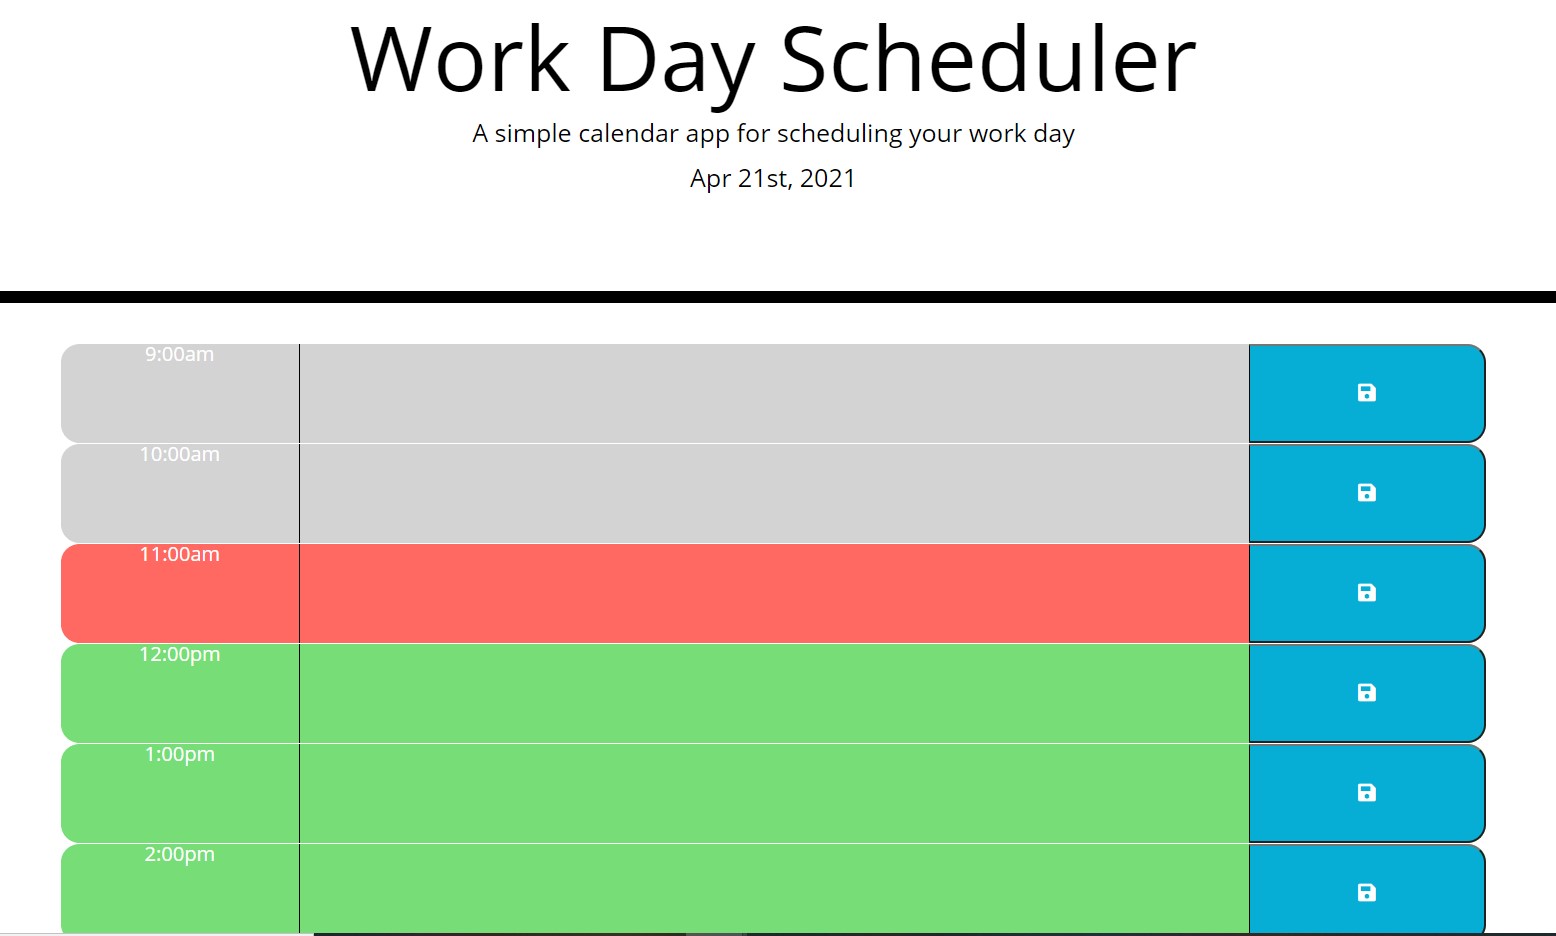 Work Day Scheduler
A simple calendar app for scheduling your work day
Apr 21st, 2021
9:00am
10:00am
11:00am
12:00pm
1:00pm
2:00pm